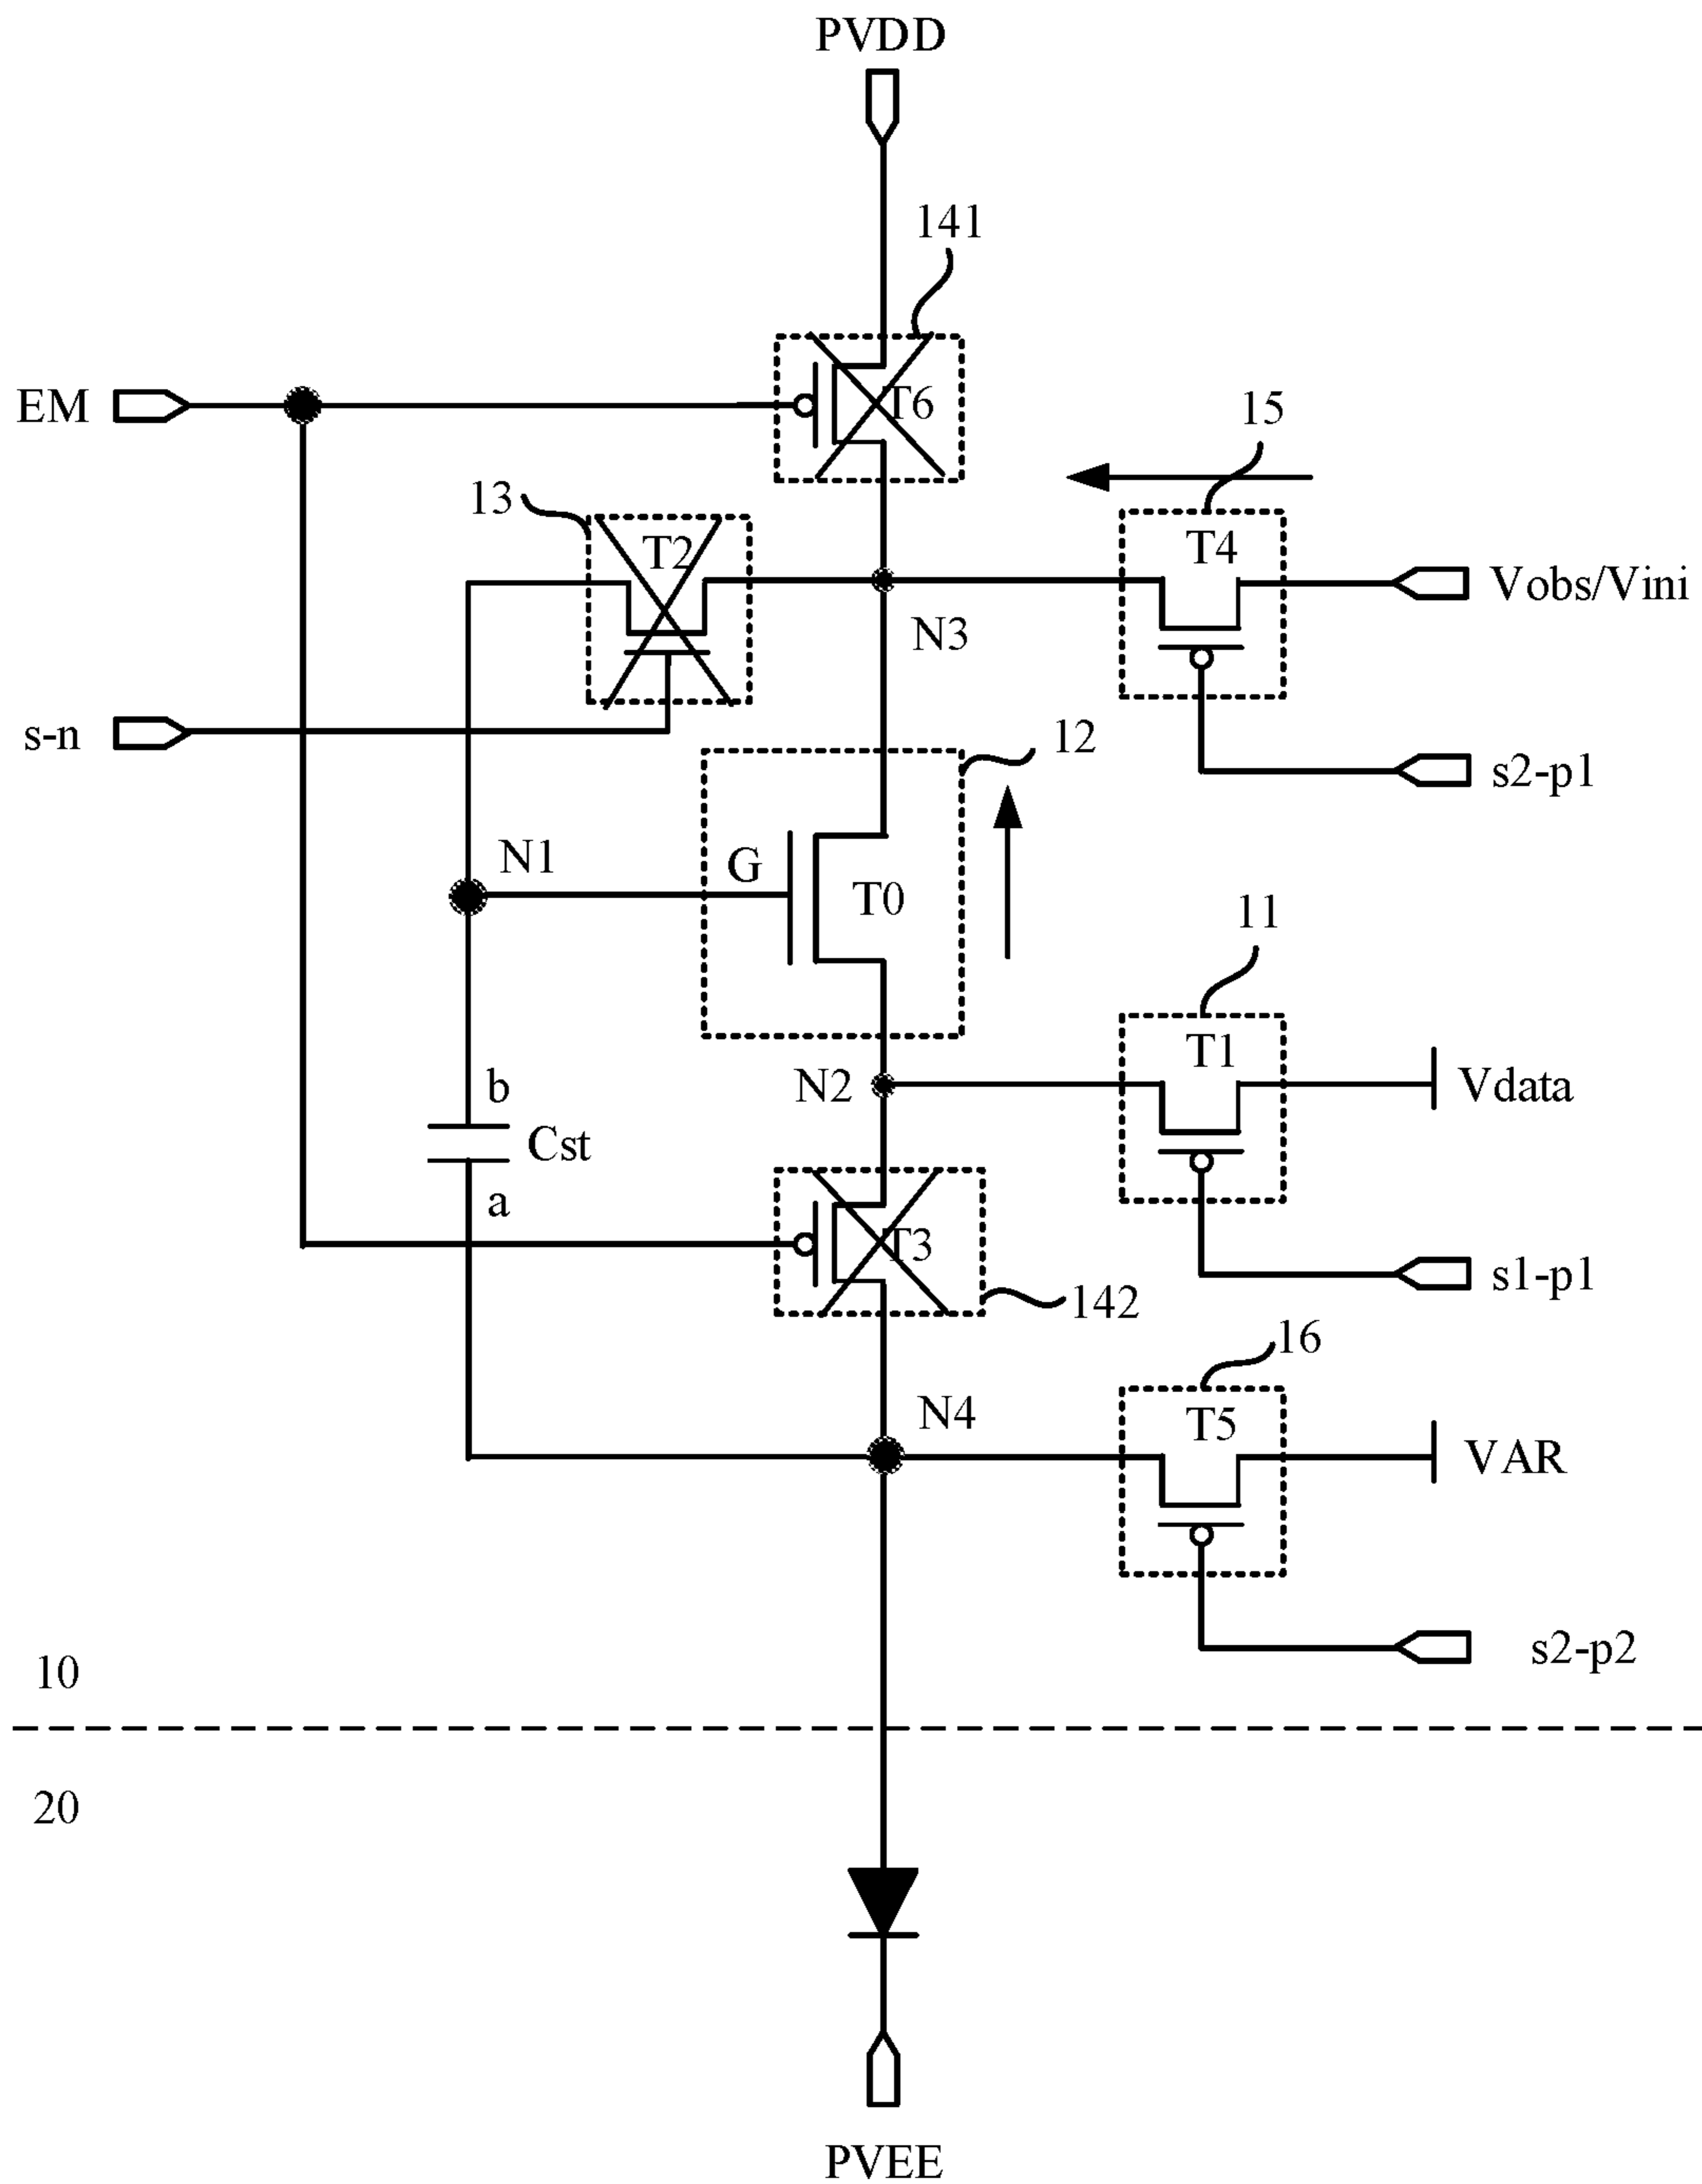 PVDD
141
EM
T6
15
13
T2
T4
Vobs/Vini
N3
s-n
12
s2-p1
N1
G
T0
11
T1
N2
b
Vdata
Cst
a
T3
s1-p1
142
16
N4
T5
VAR
s2-p2
10
20
PVEE